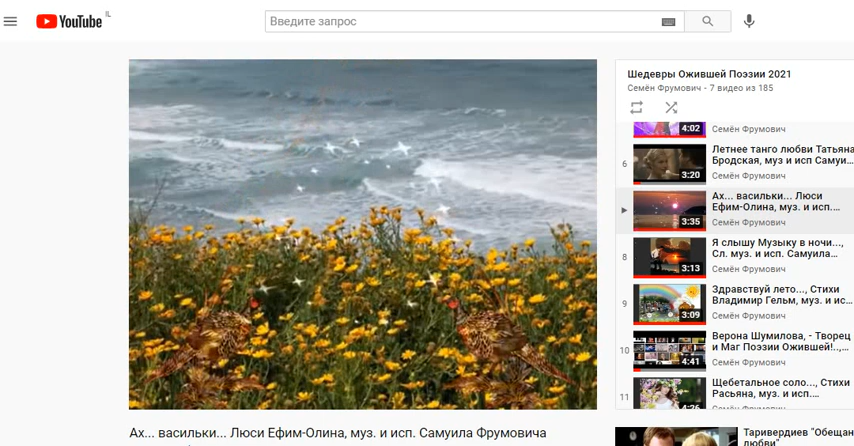 YouTube IL
Введите запрос
Шедевры Ожившей Поэзии 2021
Семён Фрумович - 7 видео из 185
4:02
Семён Фрумович
6
3:20
Летнее танго любви Татьяна
Бродская, муз и исп Самуи...
Семён Фрумович
3:35
Ах... васильки... Люси
Ефим-Олина, муз. и исп....
Семён Фрумович
8
3:13
Я слышу Музыку в ночи...,
Сл. муз. и исп. Самуила...
Семён Фрумович
9
3:09
Здравствуй лето..., Стихи
Владимир Гельм, муз. и ис...
Семён Фрумович
10
4:41
Верона Шумилова, - Творец
и Маг Поэзии Ожившей!..,...
Семён Фрумович
11
4:26
Щебетальное соло..., Стихи
Расьяна, муз. и исп....
Семён Фрумович
Ах... васильки... Люси Ефим-Олина, муз. и исп. Самуила Фрумовича
Таривердиев "Обещан
любви"